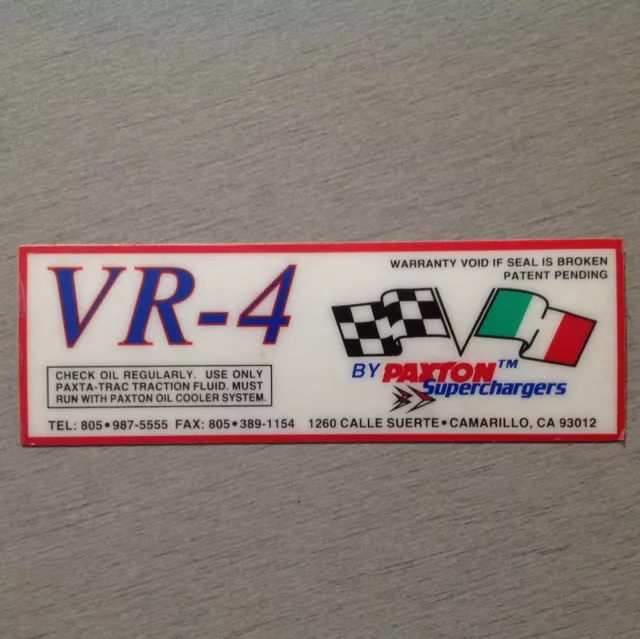 VR-4
WARRANTY VOID IF SEAL IS BROKEN
PATENT PENDING
BY PAXTON™
Superchargers
CHECK OIL REGULARLY. USE ONLY
PAXTA-TRAC TRACTION FLUID. MUST
RUN WITH PAXTON OIL COOLER SYSTEM.
TEL: 805•987-5555 FAX: 805•389-1154 1260 CALLE SUERTE•CAMARILLO, CA 93012